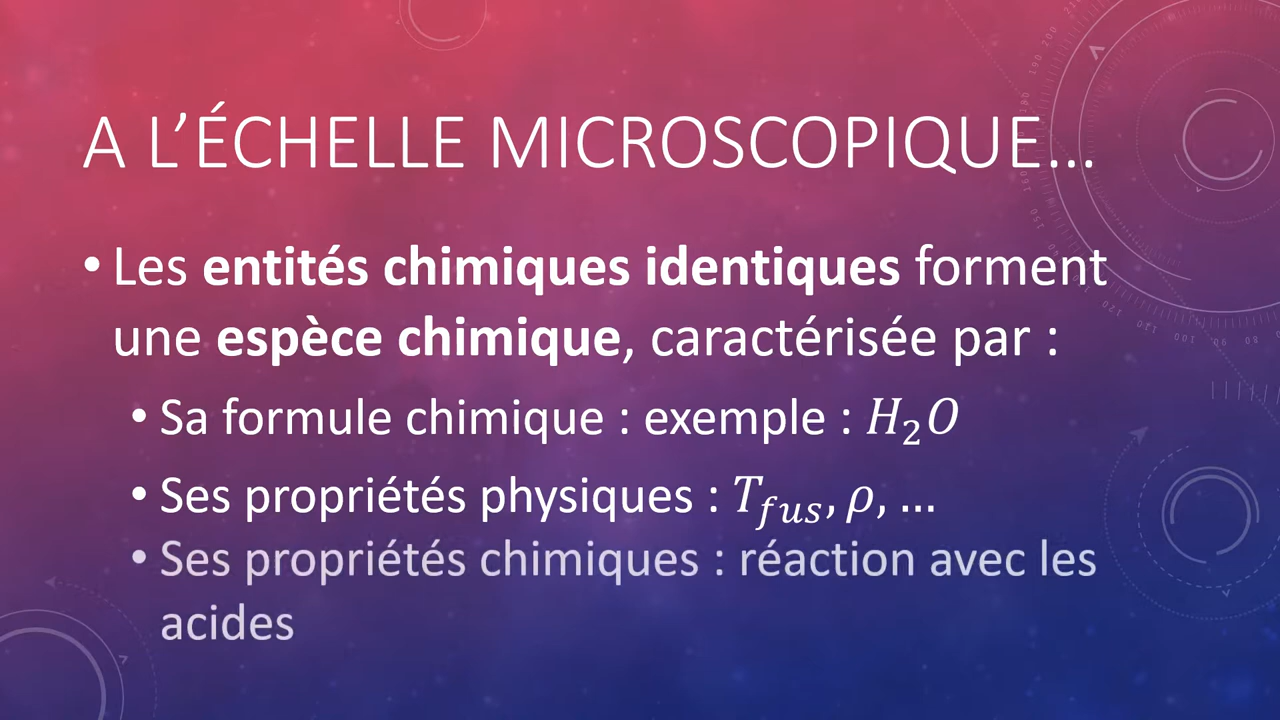 A L’ÉCHELLE MICROSCOPIQUE…
• Les entités chimiques identiques forment
une espèce chimique, caractérisée par :
• Sa formule chimique : exemple : H₂O
• Ses propriétés physiques : T_fus, ρ, …
• Ses propriétés chimiques : réaction avec les
acides